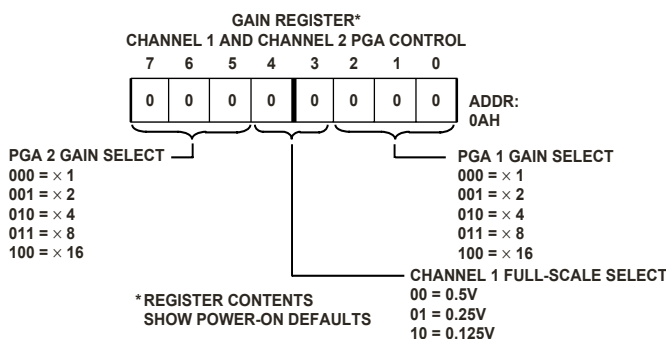 GAIN REGISTER*
CHANNEL 1 AND CHANNEL 2 PGA CONTROL
7 6 5 4 3 2 1 0
0 0 0 0 0 0 0 0
ADDR:
0AH
PGA 2 GAIN SELECT
000 = × 1
001 = × 2
010 = × 4
011 = × 8
100 = × 16
PGA 1 GAIN SELECT
000 = × 1
001 = × 2
010 = × 4
011 = × 8
100 = × 16
CHANNEL 1 FULL-SCALE SELECT
00 = 0.5V
01 = 0.25V
10 = 0.125V
*REGISTER CONTENTS
SHOW POWER-ON DEFAULTS